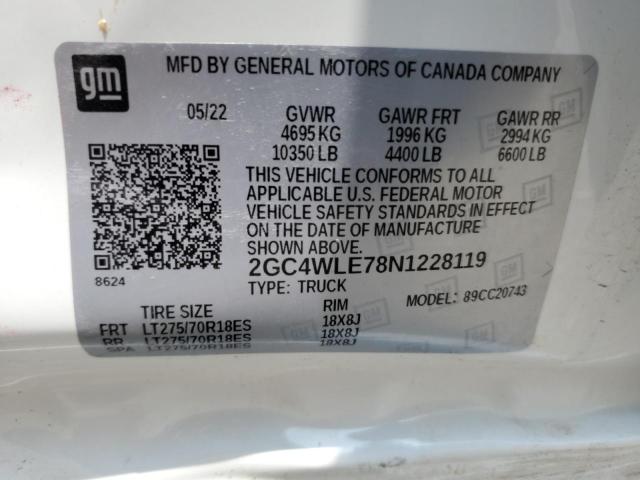 gm
MFD BY GENERAL MOTORS OF CANADA COMPANY
05/22 GVWR GAWR FRT GAWR RR
4695 KG 1996 KG 2994 KG
10350 LB 4400 LB 6600 LB
THIS VEHICLE CONFORMS TO ALL
APPLICABLE U.S. FEDERAL MOTOR
VEHICLE SAFETY STANDARDS IN EFFECT
ON THE DATE OF MANUFACTURE
SHOWN ABOVE.
8624 2GC4WLE78N1228119
TYPE: TRUCK MODEL: 89CC20743
TIRE SIZE RIM
FRT LT275/70R18ES 18X8J
RR LT275/70R18ES 18X8J
SPA LT275/70R18ES 18X8J